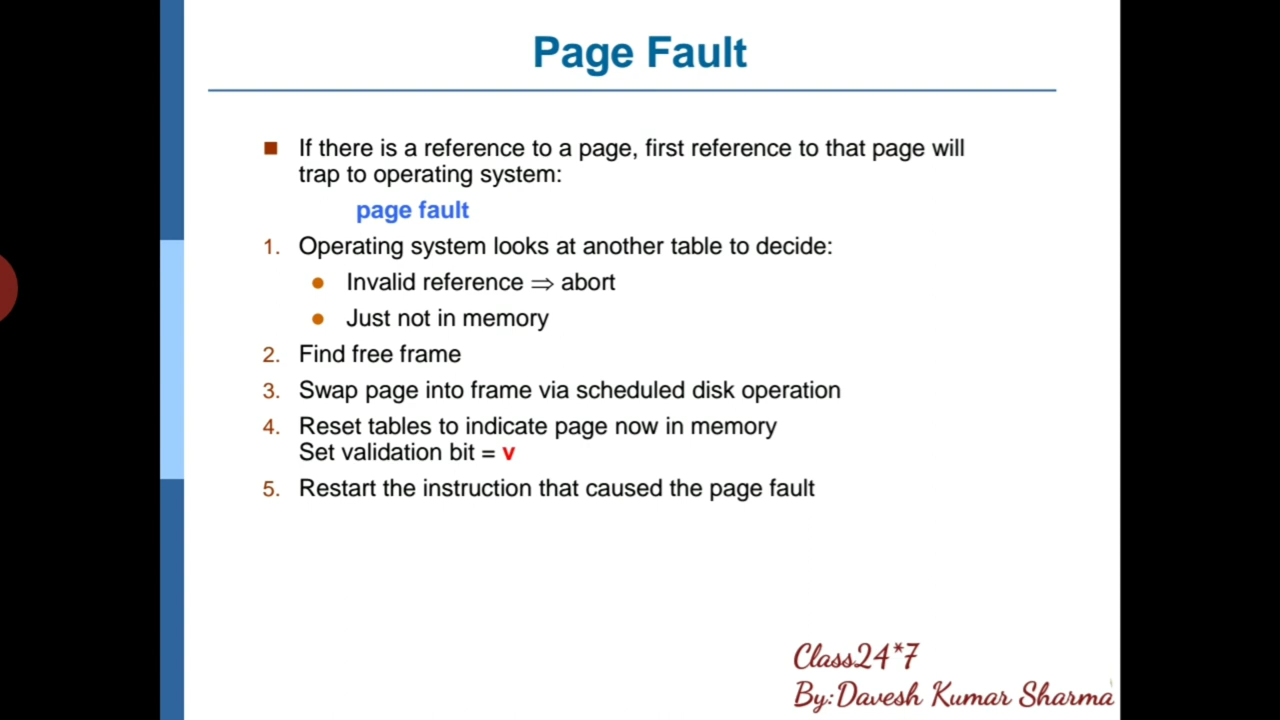 Page Fault
If there is a reference to a page, first reference to that page will
trap to operating system:
page fault
1. Operating system looks at another table to decide:
Invalid reference ⇒ abort
Just not in memory
2. Find free frame
3. Swap page into frame via scheduled disk operation
4. Reset tables to indicate page now in memory
Set validation bit = v
5. Restart the instruction that caused the page fault
Class24*7
By:Davesh Kumar Sharma